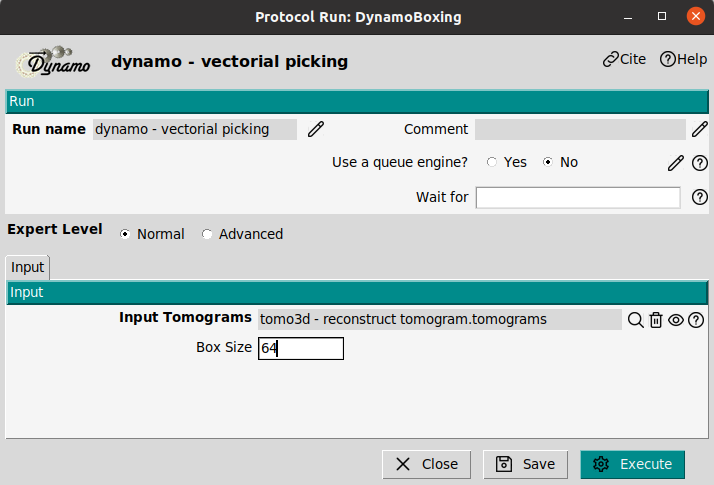 Protocol Run: DynamoBoxing
Dynamo dynamo - vectorial picking Cite Help
Run
Run name dynamo - vectorial picking Comment
Use a queue engine? Yes No
Wait for
Expert Level Normal Advanced
Input
Input
Input Tomograms tomo3d - reconstruct tomogram.tomograms
Box Size 64
Close Save Execute